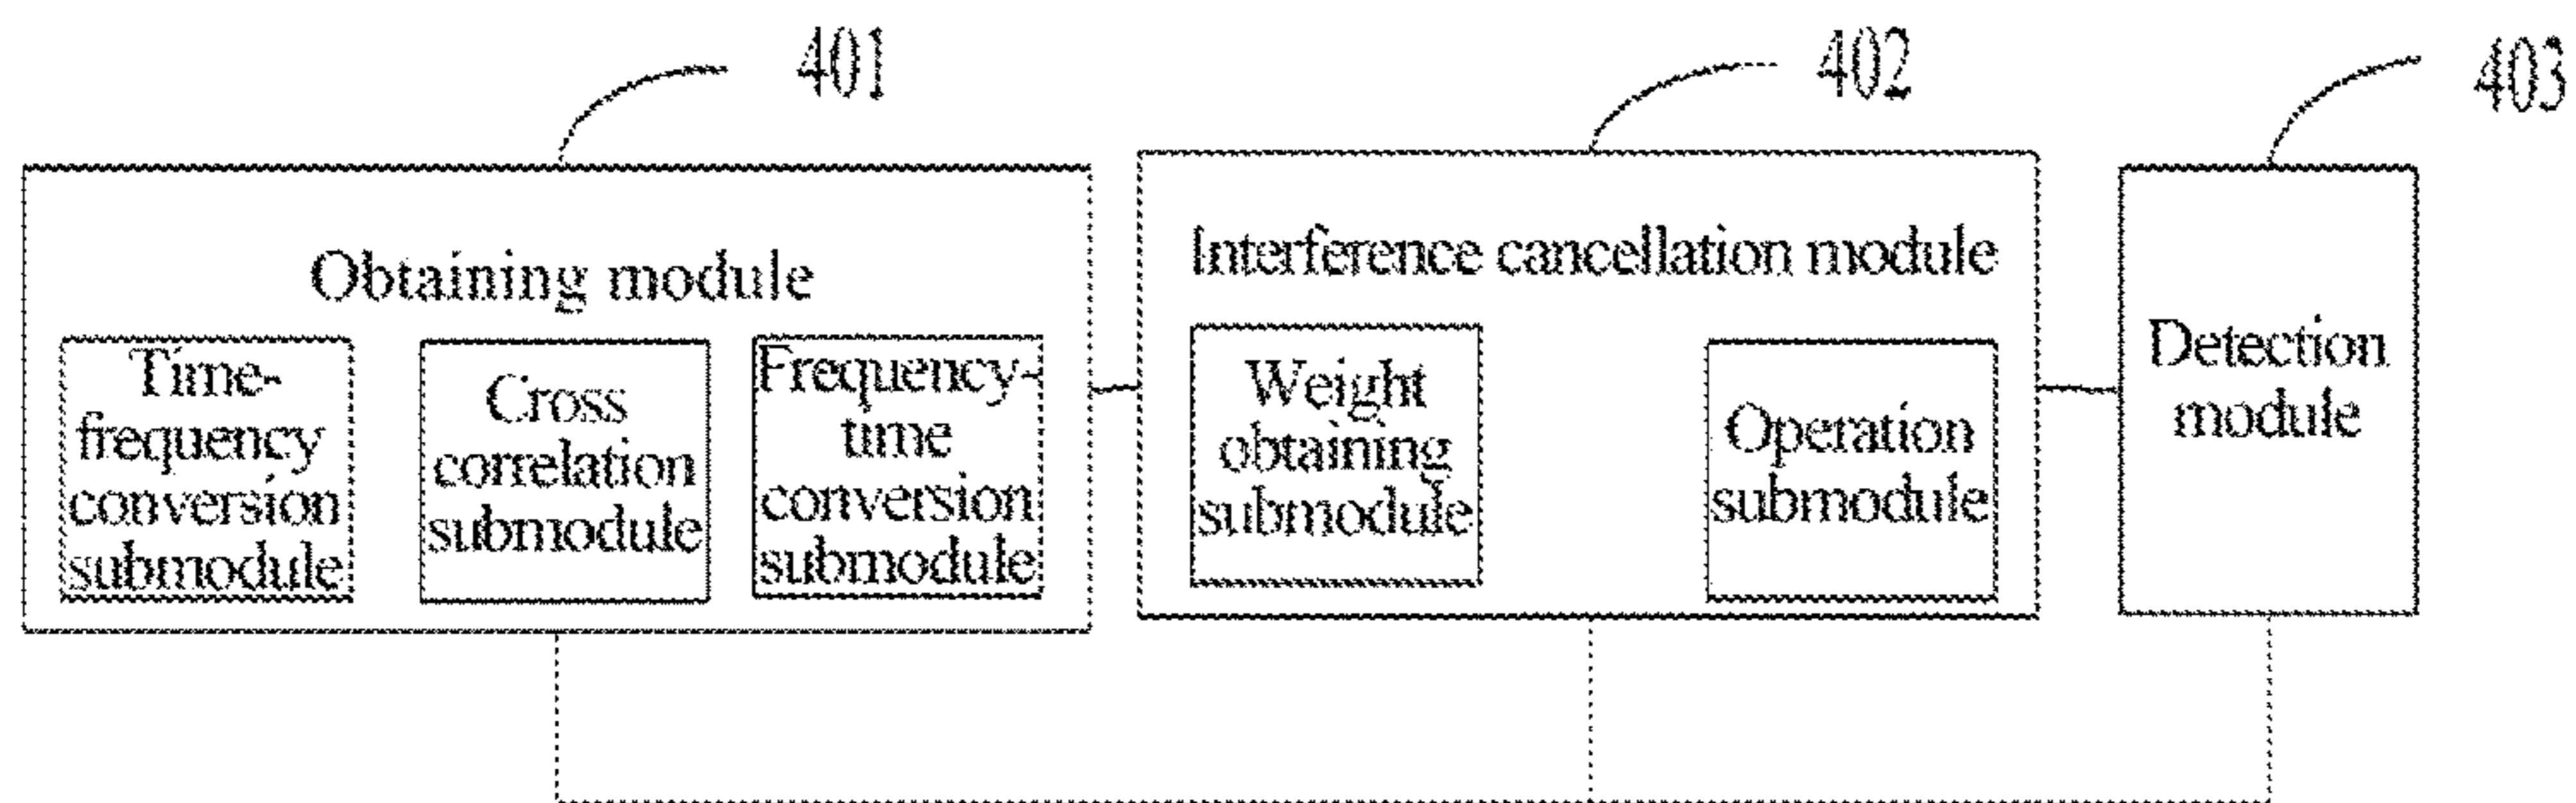 401
402
403
Obtaining module
Time-
frequency
conversion
submodule
Cross
correlation
submodule
Frequency-
time
conversion
submodule
Interference cancellation module
Weight
obtaining
submodule
Operation
submodule
Detection
module